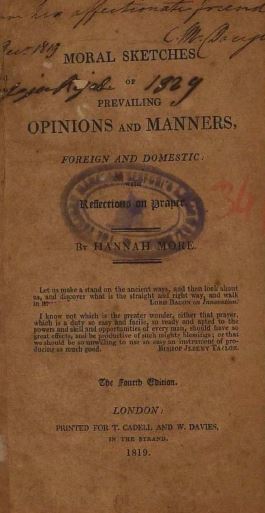 affectionate friend
1819
1829
MORAL SKETCHES
OF
PREVAILING
OPINIONS AND MANNERS,
FOREIGN AND DOMESTIC:
WITH
Reflections on Prayer.
BY HANNAH MORE.
Let us make a stand on the ancient ways, and then look about
us, and discover what is the straight and right way, and walk
in it. LORD BACON on Innovation.
I know not which is the greater wonder, either that prayer,
which is a duty so easy and facile, so ready and apted to the
powers and skill and opportunities of every man, should have so
great effects, and be productive of such mighty blessings; or that
we should be so unwilling to use so easy an instrument of pro-
ducing so much good. BISHOP JEREMY TAYLOR.
The Fourth Edition.
LONDON:
PRINTED FOR T. CADELL AND W. DAVIES,
IN THE STRAND.
1819.